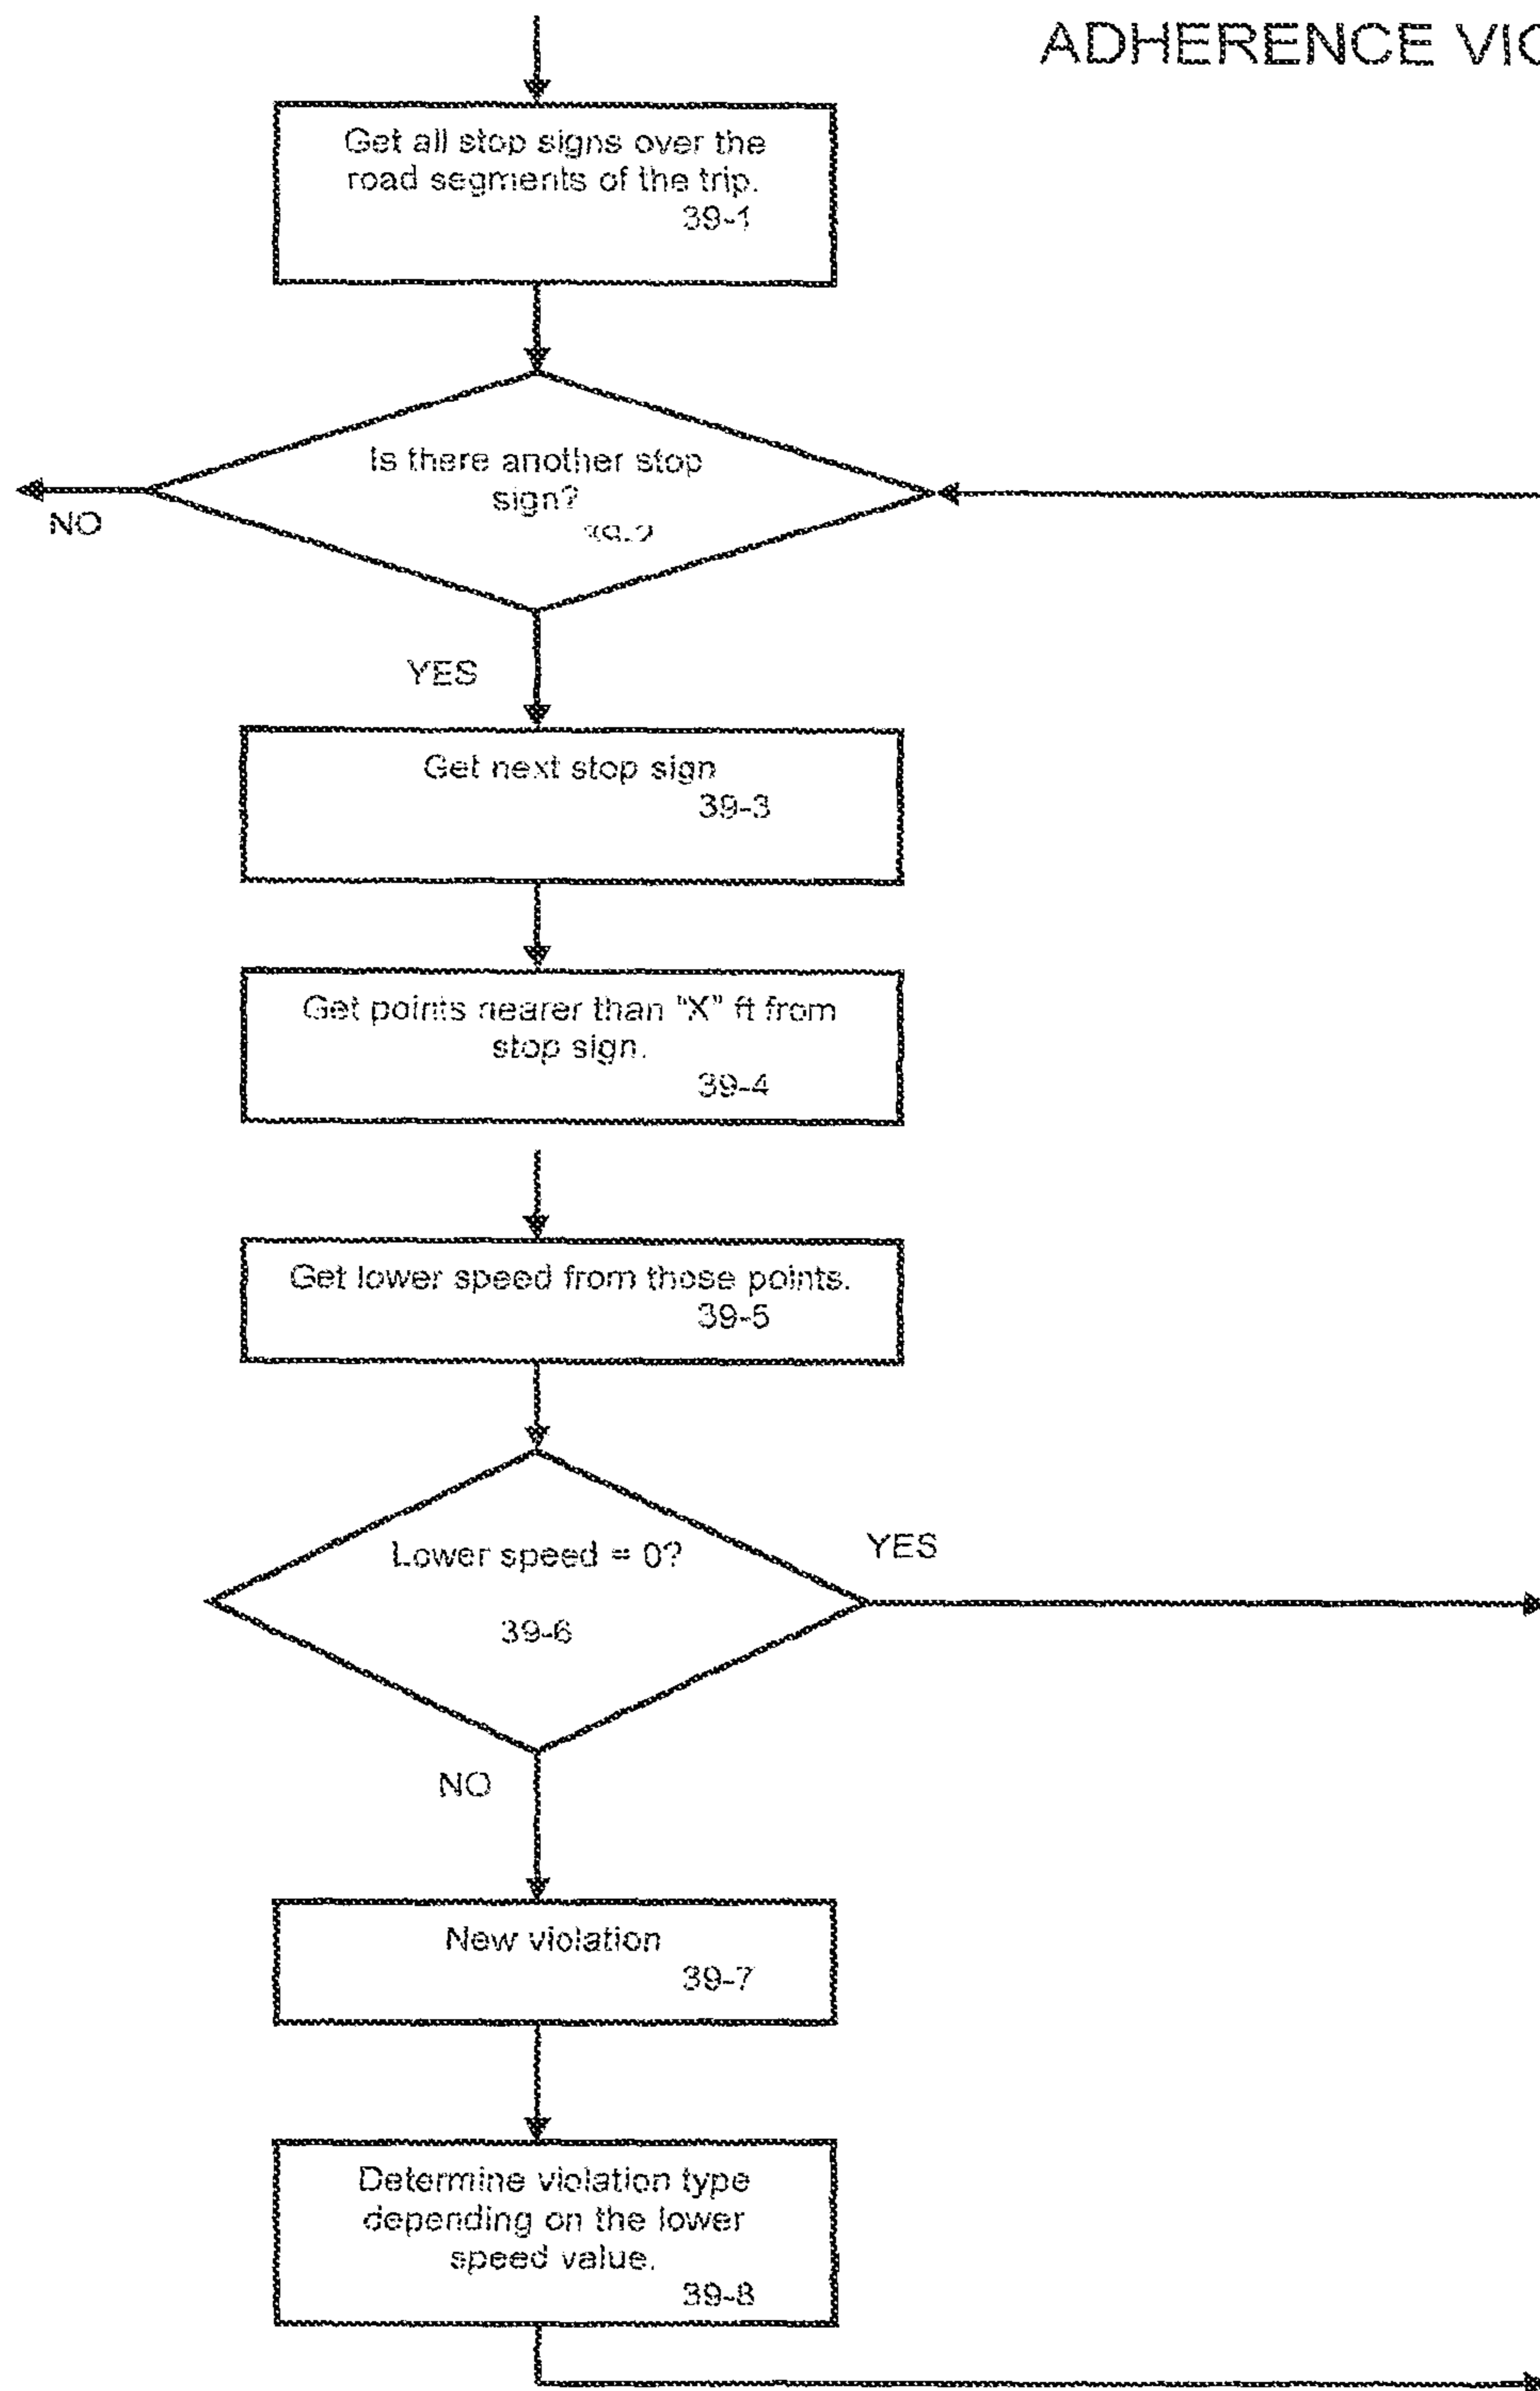 ADHERENCE
Get all stop signs over the
road segments of the trip.
39-1
Is there another stop
sign?
NO
YES
Get next stop sign
39-3
Get points nearer than "X" ft from
stop sign.
39-4
Get lower speed from those points.
39-5
Lower speed = 0?
YES
39-6
NO
New violation
39-7
Determine violation type
depending on the lower
speed value.
39-8